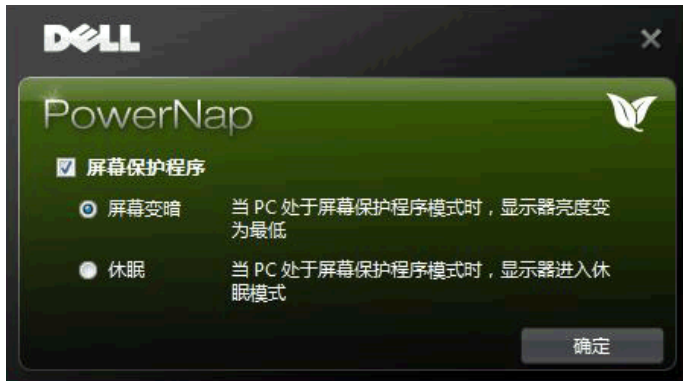 DELL
PowerNap
屏幕保护程序
屏幕变暗
当 PC 处于屏幕保护程序模式时，显示器亮度变
为最低
休眠
当 PC 处于屏幕保护程序模式时，显示器进入休
眠模式
确定